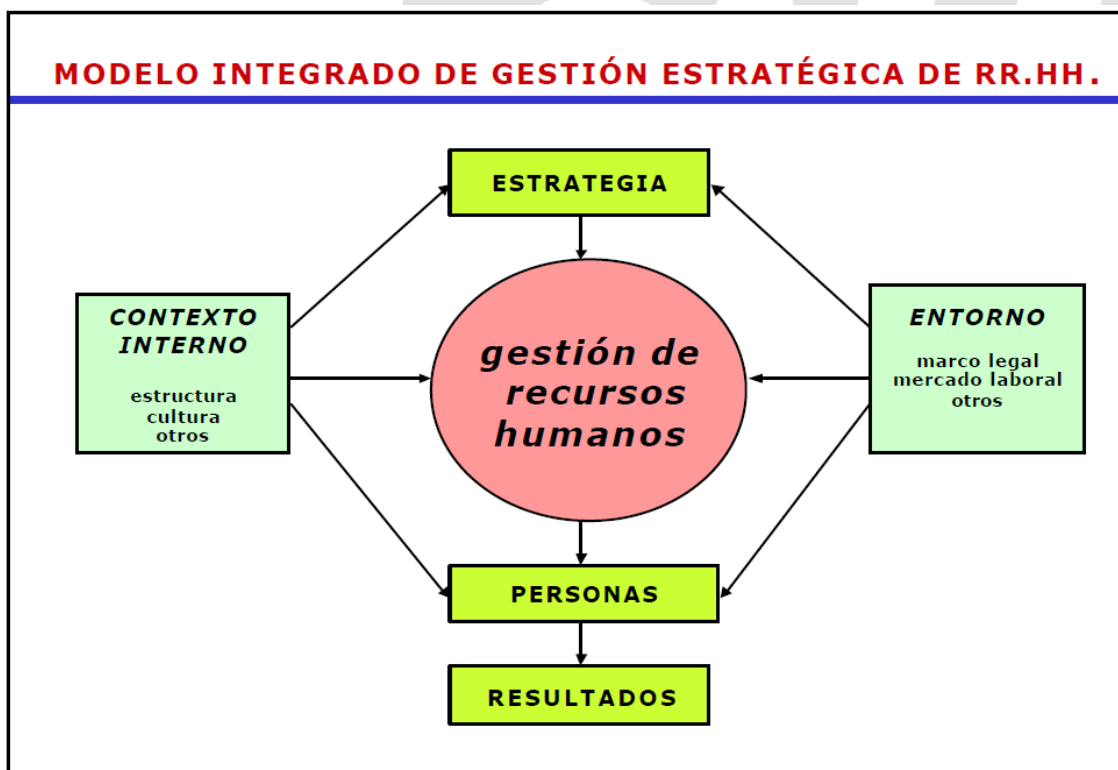 MODELO INTEGRADO DE GESTIÓN ESTRATÉGICA DE RR.HH.
ESTRATEGIA
CONTEXTO
INTERNO
estructura
cultura
otros
gestión de
recursos
humanos
ENTORNO
marco legal
mercado laboral
otros
PERSONAS
RESULTADOS